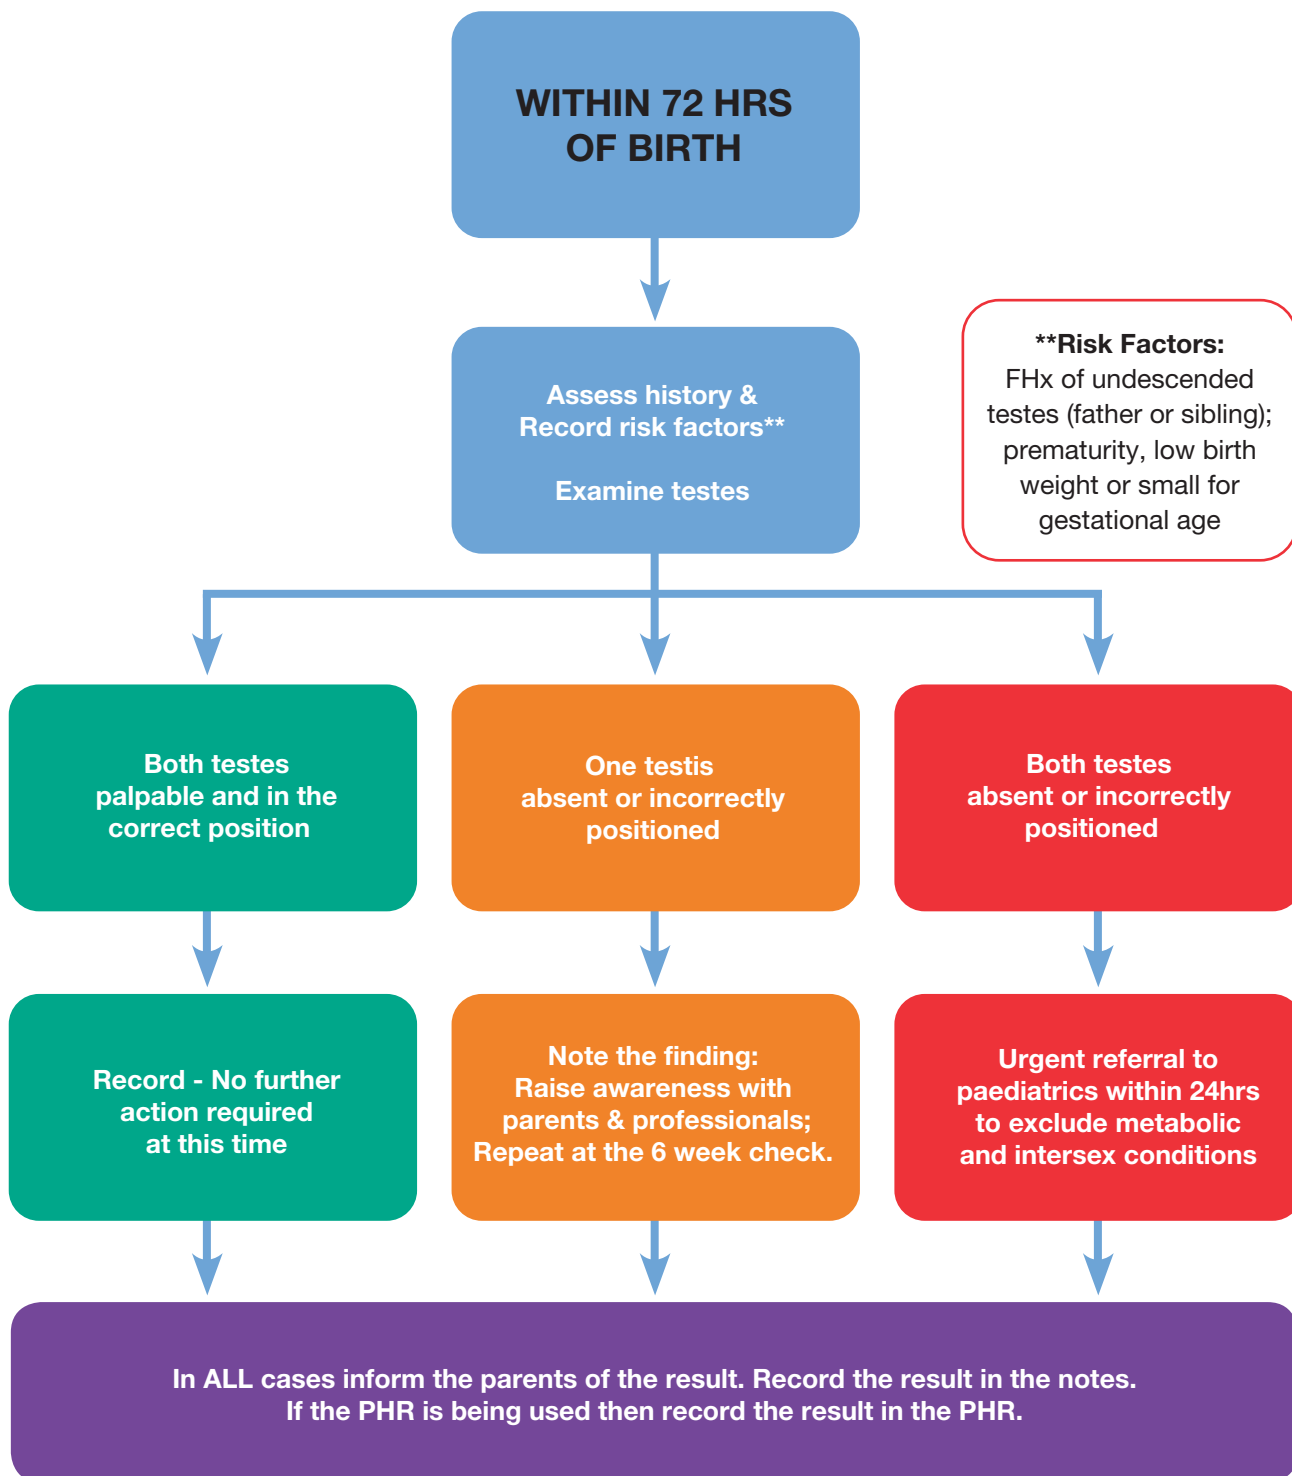 WITHIN 72 HRS
OF BIRTH
Assess history &
Record risk factors**
Examine testes
**Risk Factors:
FHx of undescended
testes (father or sibling);
prematurity, low birth
weight or small for
gestational age
Both testes
palpable and in the
correct position
One testis
absent or incorrectly
positioned
Both testes
absent or incorrectly
positioned
Record - No further
action required
at this time
Note the finding:
Raise awareness with
parents & professionals;
Repeat at the 6 week check.
Urgent referral to
paediatrics within 24hrs
to exclude metabolic
and intersex conditions
In ALL cases inform the parents of the result. Record the result in the notes.
If the PHR is being used then record the result in the PHR.